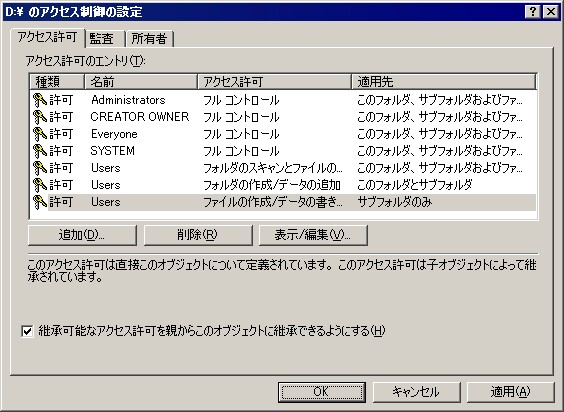 D:¥ のアクセス制御の設定
アクセス許可 監査 所有者
アクセス許可のエントリ(T):
種類 名前 アクセス許可 適用先
許可 Administrators フル コントロール このフォルダ、サブフォルダおよびファ...
許可 CREATOR OWNER フル コントロール このフォルダ、サブフォルダおよびファ...
許可 Everyone フル コントロール このフォルダ、サブフォルダおよびファ...
許可 SYSTEM フル コントロール このフォルダ、サブフォルダおよびファ...
許可 Users フォルダのスキャンとファイルの... このフォルダ、サブフォルダおよびファ...
許可 Users フォルダの作成/データの追加 このフォルダとサブフォルダ
許可 Users ファイルの作成/データの書き... サブフォルダのみ
追加(D)... 削除(R) 表示/編集(V)...
このアクセス許可は直接このオブジェクトについて定義されています。このアクセス許可は子オブジェクトによって継
承されています。
継承可能なアクセス許可を親からこのオブジェクトに継承できるようにする(H)
OK キャンセル 適用(A)